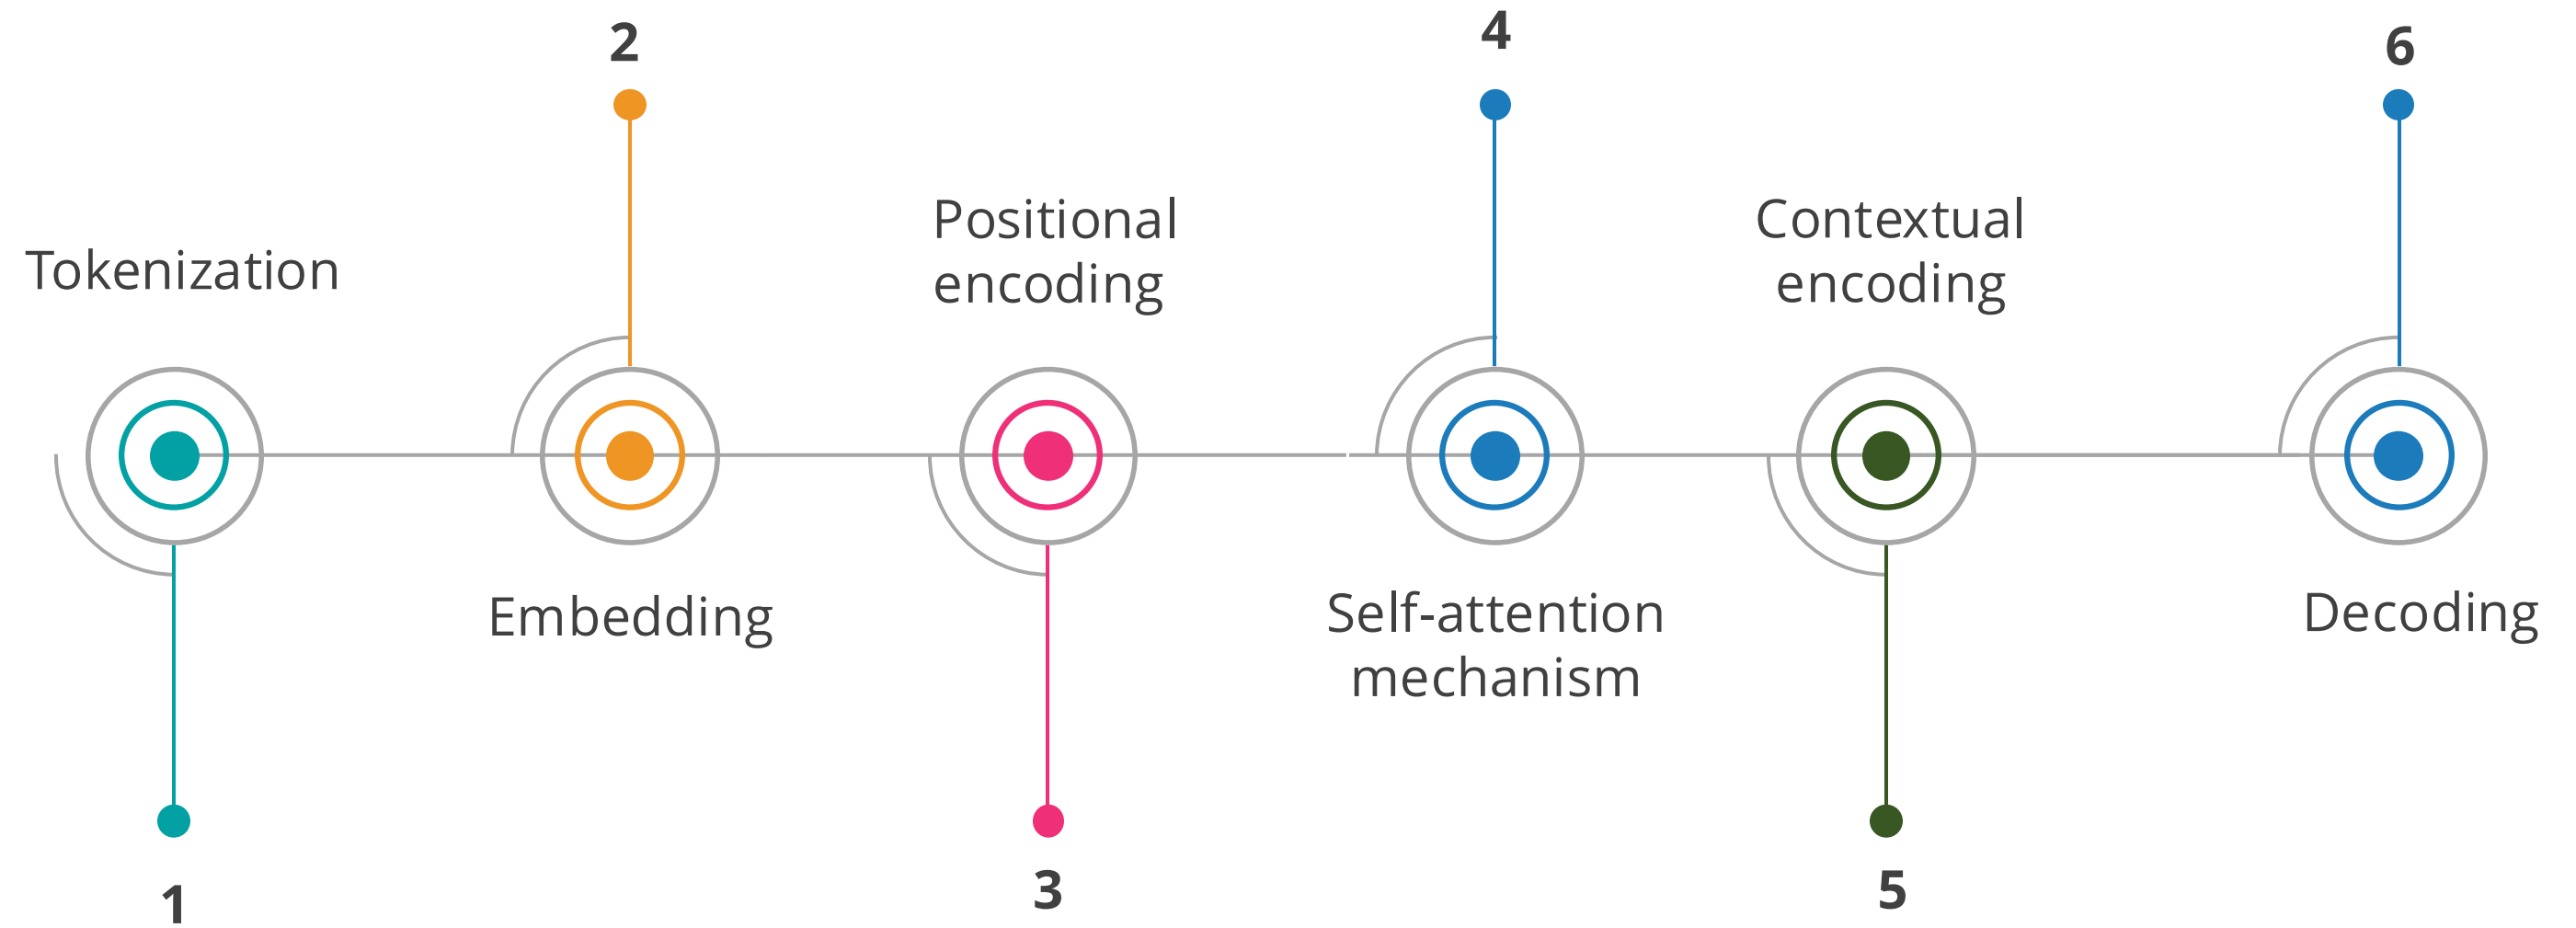 Tokenization
1
2
Embedding
Positional
encoding
3
4
Self-attention
mechanism
Contextual
encoding
5
6
Decoding